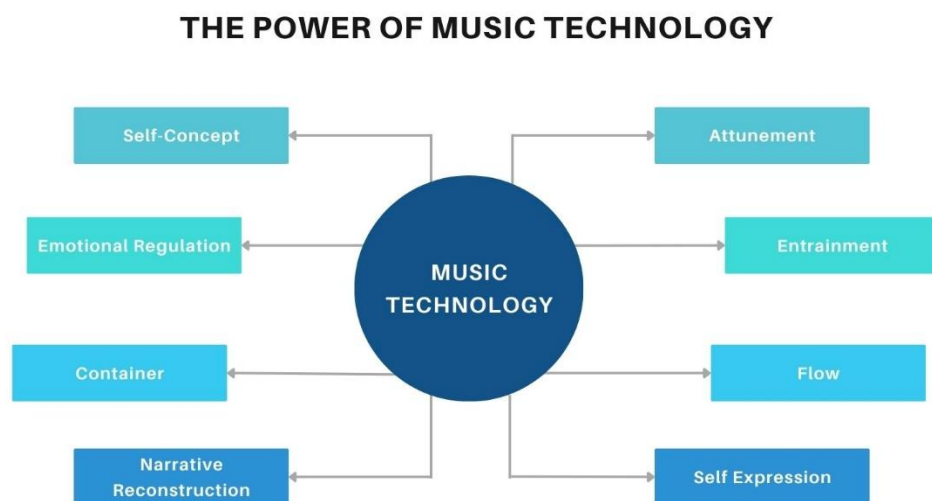 THE POWER OF MUSIC TECHNOLOGY
Self-Concept
Attunement
Emotional Regulation
Entrainment
MUSIC
TECHNOLOGY
Container
Flow
Narrative
Reconstruction
Self Expression